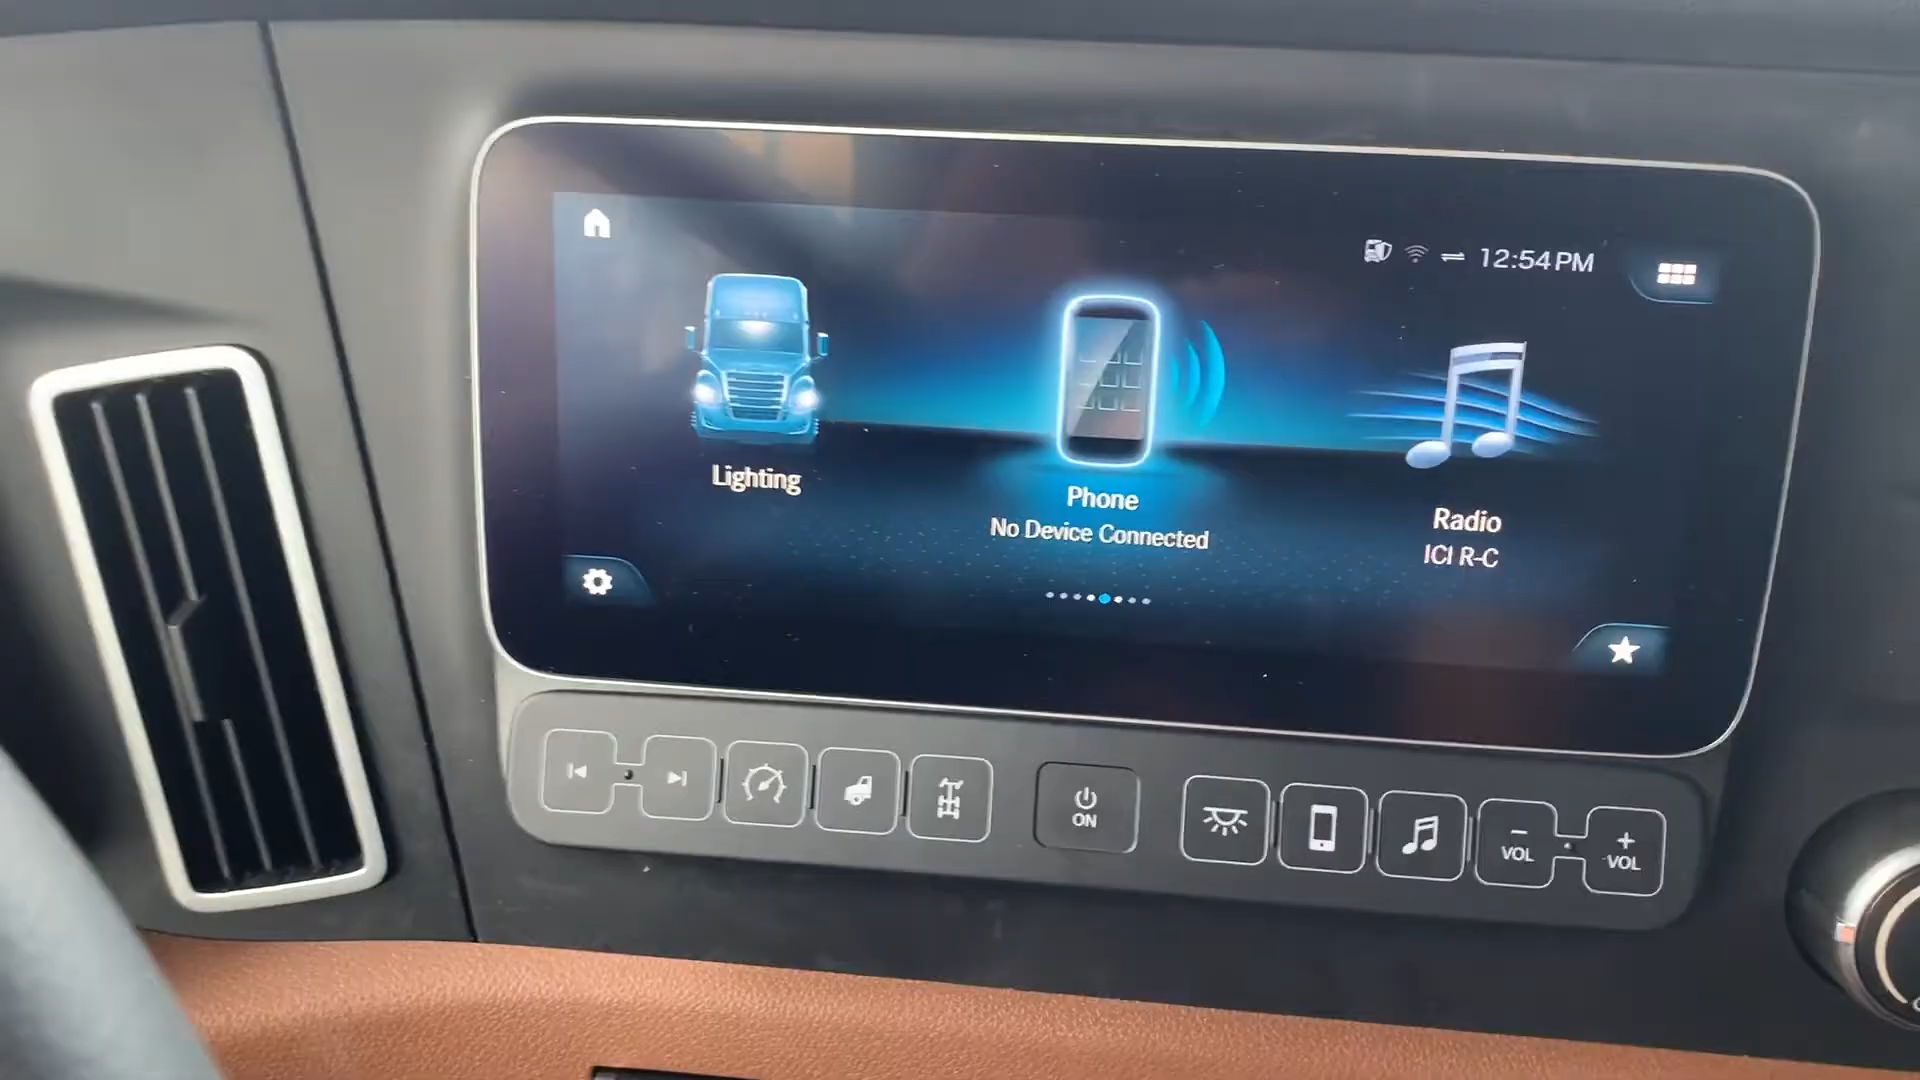 12:54 PM
Lighting
Phone
No Device Connected
Radio
ICI R-C
ON
VOL
VOL